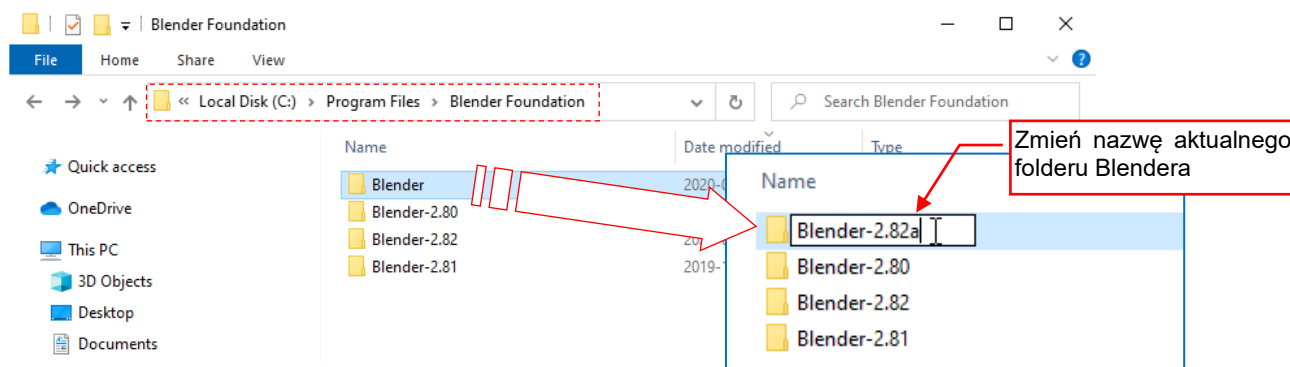 Blender Foundation
File Home Share View
« Local Disk (C:) › Program Files › Blender Foundation
Search Blender Foundation
Name Date modified Type
Zmień nazwę aktualnego
folderu Blendera
Quick access
OneDrive
This PC
3D Objects
Desktop
Documents
Blender 2020-0
Blender-2.80
Blender-2.82
Blender-2.81 2019-1
Name
Blender-2.82a
Blender-2.80
Blender-2.82
Blender-2.81